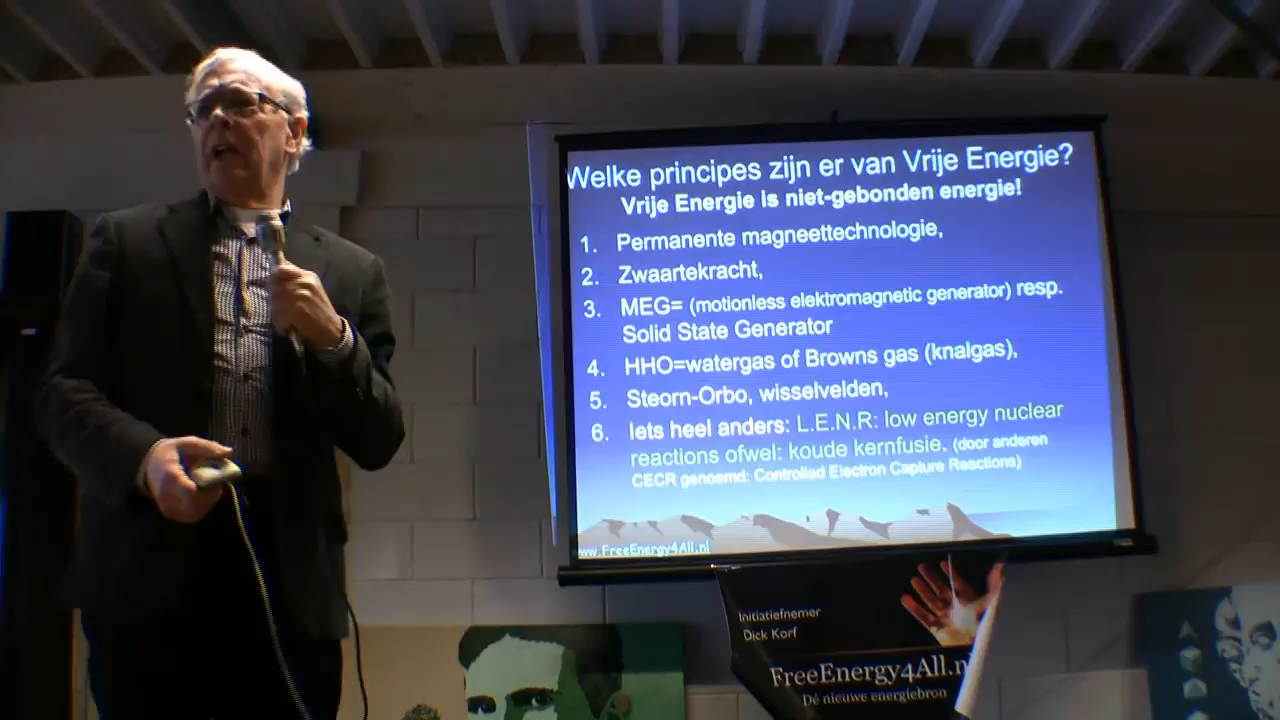 Welke principes zijn er van Vrije Energie?
Vrije Energie is niet-gebonden energie!
1. Permanente magneettechnologie,
2. Zwaartekracht,
3. MEG= (motionless elektromagnetic generator) resp.
Solid State Generator
4. HHO=watergas of Browns gas (knalgas),
5. Steorn-Orbo, wisselvelden,
6. Iets heel anders: L.E.N.R: low energy nuclear
reactions ofwel: koude kernfusie. (door anderen
CECR genoemd: Controlled Electron Capture Reactions)
www.FreeEnergy4All.nl
Initiatiefnemer
Dick Korf
FreeEnergy4All.n
Dé nieuwe energiebron